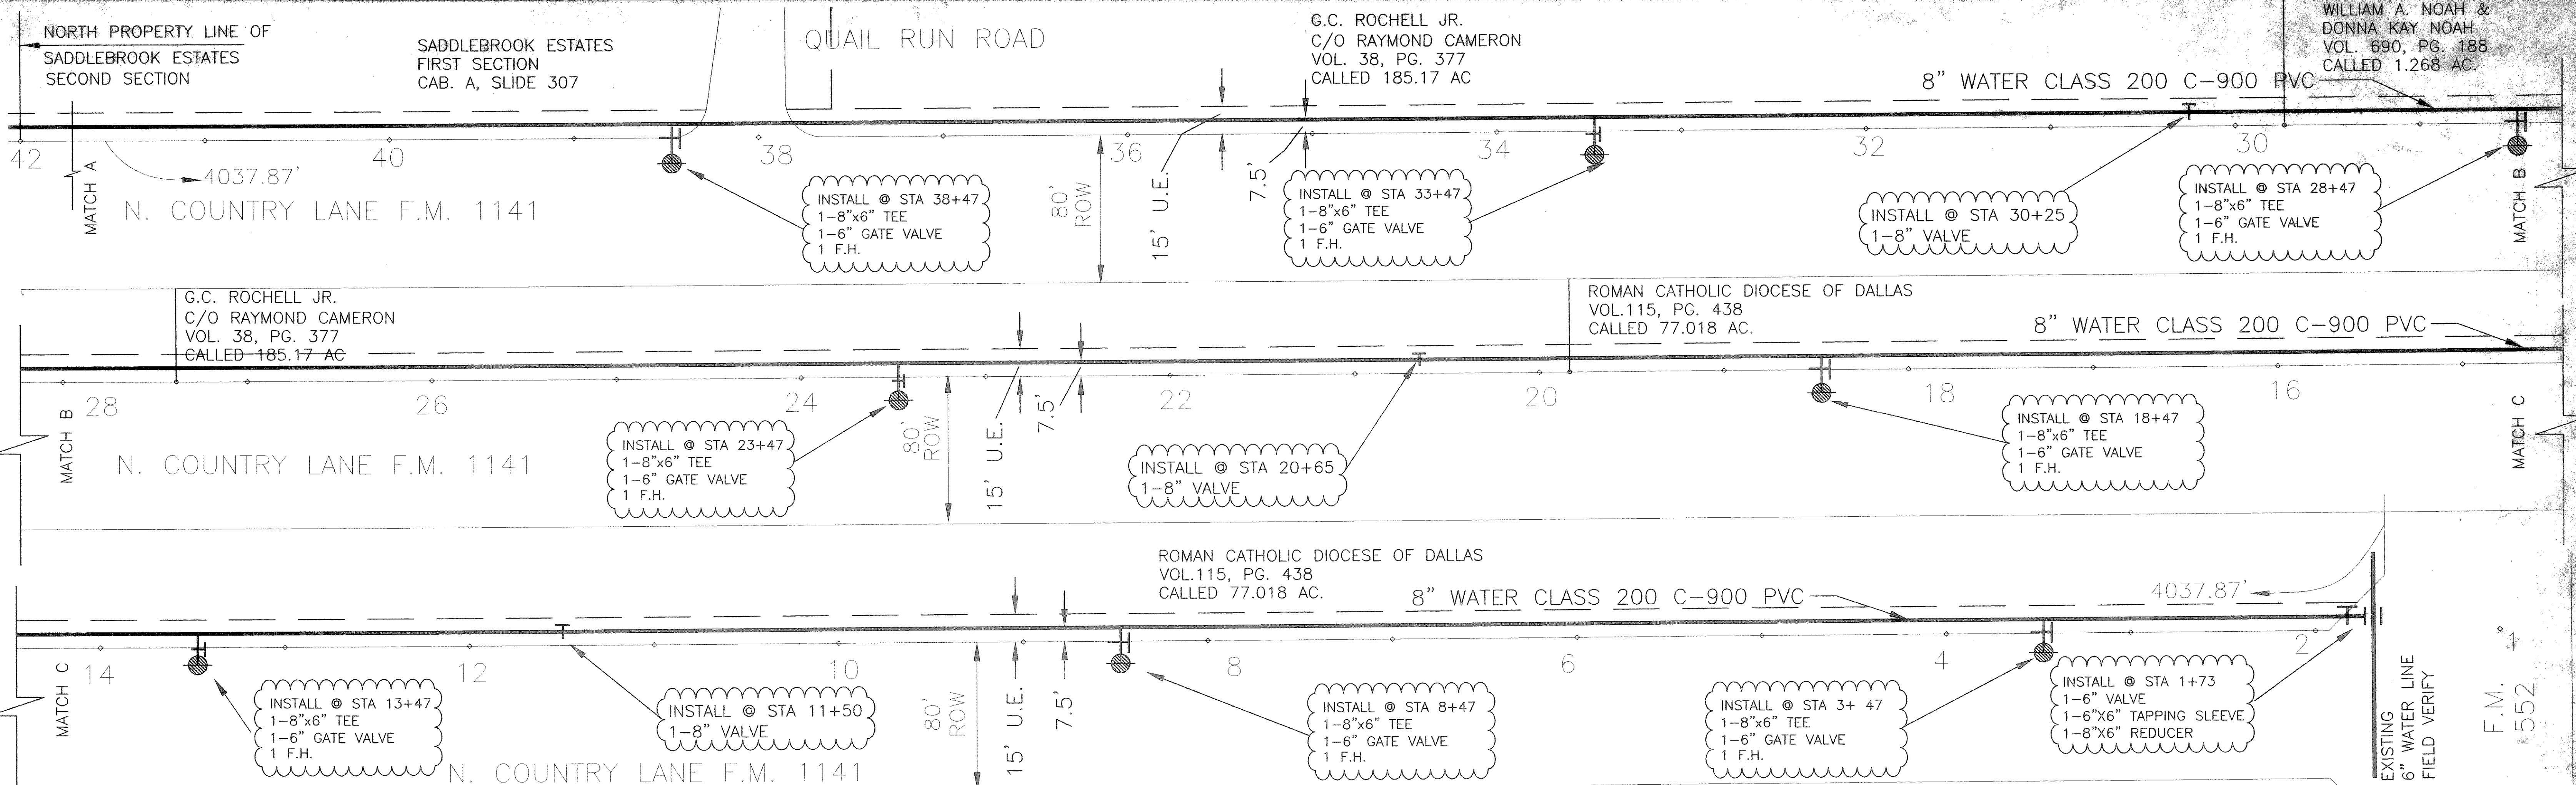 NORTH PROPERTY LINE OF
SADDLEBROOK ESTATES
SECOND SECTION
SADDLEBROOK ESTATES
FIRST SECTION
CAB. A, SLIDE 307
QUAIL RUN ROAD
G.C. ROCHELL JR.
C/O RAYMOND CAMERON
VOL. 38, PG. 377
CALLED 185.17 AC
WILLIAM A. NOAH &
DONNA KAY NOAH
VOL. 690, PG. 188
CALLED 1.268 AC.
8" WATER CLASS 200 C-900 PVC
42
40
38
36
34
32
30
MATCH A
4037.87'
N. COUNTRY LANE F.M. 1141
INSTALL @ STA 38+47
1-8"x6" TEE
1-6" GATE VALVE
1 F.H.
80'
ROW
15' U.E.
7.5'
INSTALL @ STA 33+47
1-8"x6" TEE
1-6" GATE VALVE
1 F.H.
INSTALL @ STA 30+25
1-8" VALVE
INSTALL @ STA 28+47
1-8"x6" TEE
1-6" GATE VALVE
1 F.H.
MATCH B
G.C. ROCHELL JR.
C/O RAYMOND CAMERON
VOL. 38, PG. 377
CALLED 185.17 AC
ROMAN CATHOLIC DIOCESE OF DALLAS
VOL.115, PG. 438
CALLED 77.018 AC.
8" WATER CLASS 200 C-900 PVC
28
26
24
22
20
18
16
MATCH B
N. COUNTRY LANE F.M. 1141
INSTALL @ STA 23+47
1-8"x6" TEE
1-6" GATE VALVE
1 F.H.
80'
ROW
15' U.E.
7.5'
INSTALL @ STA 20+65
1-8" VALVE
INSTALL @ STA 18+47
1-8"x6" TEE
1-6" GATE VALVE
1 F.H.
MATCH C
ROMAN CATHOLIC DIOCESE OF DALLAS
VOL.115, PG. 438
CALLED 77.018 AC.
8" WATER CLASS 200 C-900 PVC
4037.87'
14
12
10
8
6
4
2
1
MATCH C
INSTALL @ STA 13+47
1-8"x6" TEE
1-6" GATE VALVE
1 F.H.
N. COUNTRY LANE F.M. 1141
INSTALL @ STA 11+50
1-8" VALVE
80'
ROW
15' U.E.
7.5'
INSTALL @ STA 8+47
1-8"x6" TEE
1-6" GATE VALVE
1 F.H.
INSTALL @ STA 3+ 47
1-8"x6" TEE
1-6" GATE VALVE
1 F.H.
INSTALL @ STA 1+73
1-6" VALVE
1-6"X6" TAPPING SLEEVE
1-8"X6" REDUCER
EXISTING
6" WATER LINE
FIELD VERIFY
F.M.
552